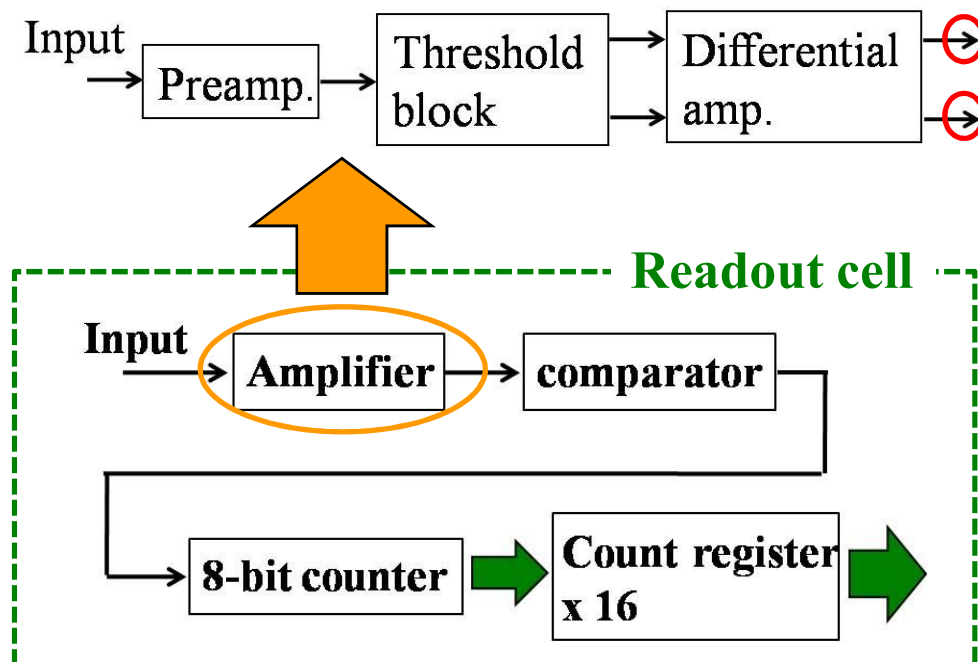 Input
Preamp.
Threshold
block
Differential
amp.
Readout cell
Input
Amplifier
comparator
8-bit counter
Count register
x 16